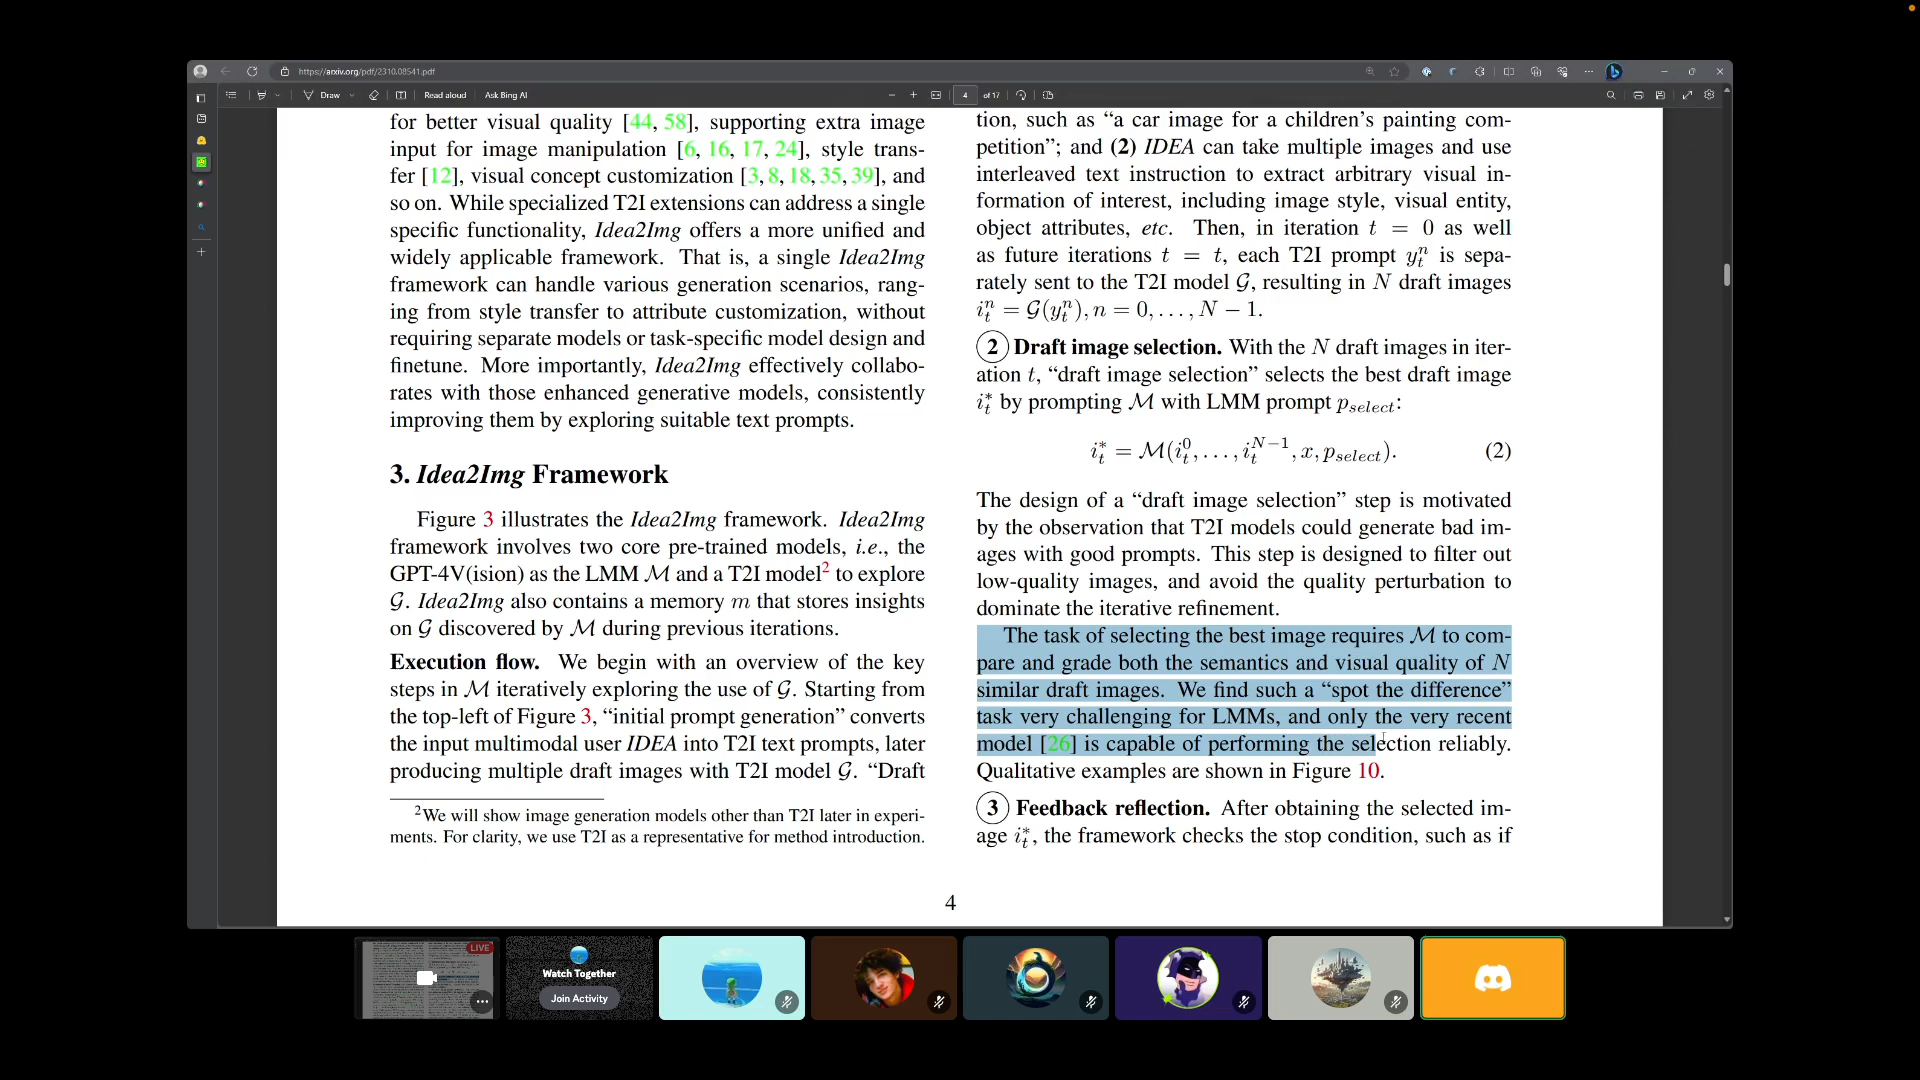 https://arxiv.org/pdf/2310.08541.pdf
Draw
Read aloud
Ask Bing AI
4
of 17
for better visual quality [44, 58], supporting extra image
input for image manipulation [6, 16, 17, 24], style trans-
fer [12], visual concept customization [3, 8, 18, 35, 39], and
so on. While specialized T2I extensions can address a single
specific functionality, Idea2Img offers a more unified and
widely applicable framework. That is, a single Idea2Img
framework can handle various generation scenarios, rang-
ing from style transfer to attribute customization, without
requiring separate models or task-specific model design and
finetune. More importantly, Idea2Img effectively collabo-
rates with those enhanced generative models, consistently
improving them by exploring suitable text prompts.
3. Idea2Img Framework
Figure 3 illustrates the Idea2Img framework. Idea2Img
framework involves two core pre-trained models, i.e., the
GPT-4V(ision) as the LMM M and a T2I model² to explore
G. Idea2Img also contains a memory m that stores insights
on G discovered by M during previous iterations.
Execution flow. We begin with an overview of the key
steps in M iteratively exploring the use of G. Starting from
the top-left of Figure 3, “initial prompt generation” converts
the input multimodal user IDEA into T2I text prompts, later
producing multiple draft images with T2I model G. “Draft
²We will show image generation models other than T2I later in experi-
ments. For clarity, we use T2I as a representative for method introduction.
tion, such as “a car image for a children’s painting com-
petition”; and (2) IDEA can take multiple images and use
interleaved text instruction to extract arbitrary visual in-
formation of interest, including image style, visual entity,
object attributes, etc. Then, in iteration t = 0 as well
as future iterations t = t, each T2I prompt y_t^n is sepa-
rately sent to the T2I model G, resulting in N draft images
i_t^n = G(y_t^n), n = 0, . . . , N − 1.
② Draft image selection. With the N draft images in iter-
ation t, “draft image selection” selects the best draft image
i_t^* by prompting M with LMM prompt p_select:
i_t^* = M(i_t^0, . . . , i_t^{N−1}, x, p_select). (2)
The design of a “draft image selection” step is motivated
by the observation that T2I models could generate bad im-
ages with good prompts. This step is designed to filter out
low-quality images, and avoid the quality perturbation to
dominate the iterative refinement.
The task of selecting the best image requires M to com-
pare and grade both the semantics and visual quality of N
similar draft images. We find such a “spot the difference”
task very challenging for LMMs, and only the very recent
model [26] is capable of performing the selection reliably.
Qualitative examples are shown in Figure 10.
③ Feedback reflection. After obtaining the selected im-
age i_t^*, the framework checks the stop condition, such as if
4
LIVE
Watch Together
Join Activity